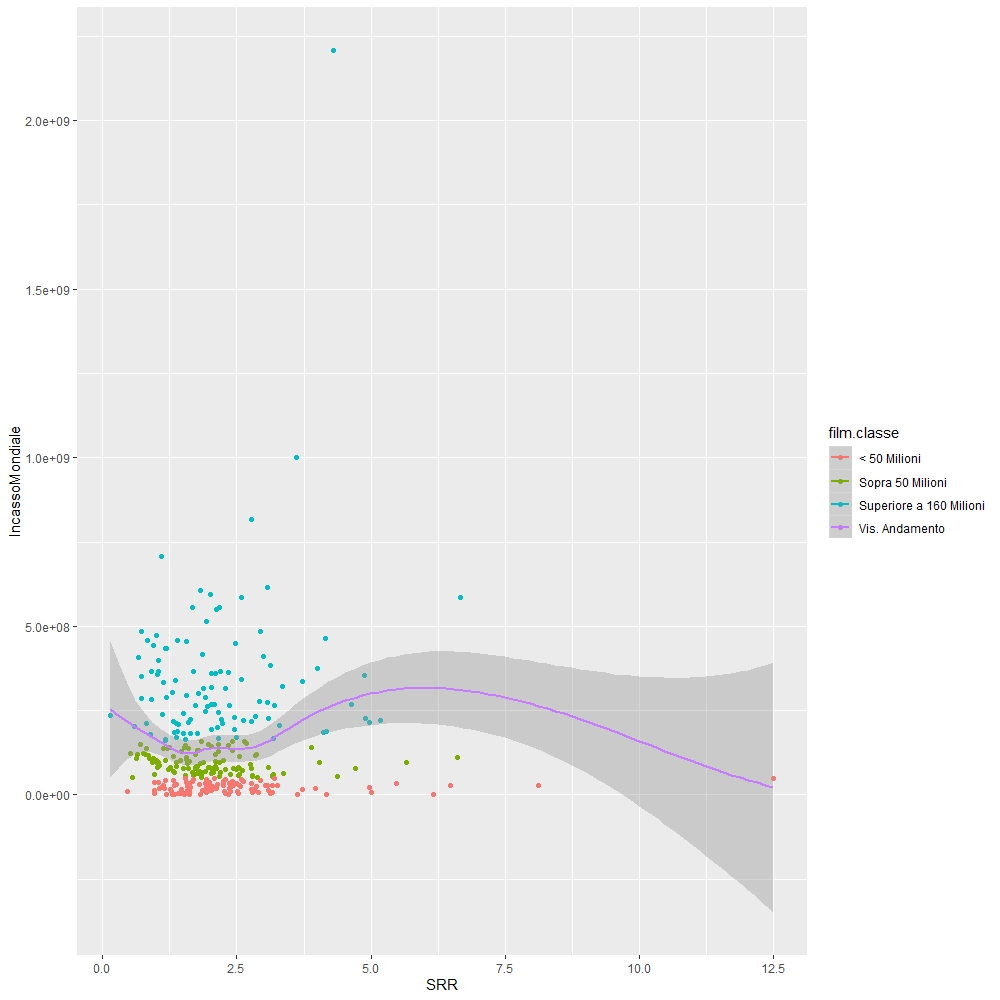 2.0e+09
1.5e+09
1.0e+09
5.0e+08
0.0e+00
IncassoMondiale
0.0 2.5 5.0 7.5 10.0 12.5
SRR
film.classe
< 50 Milioni
Sopra 50 Milioni
Superiore a 160 Milioni
Vis. Andamento